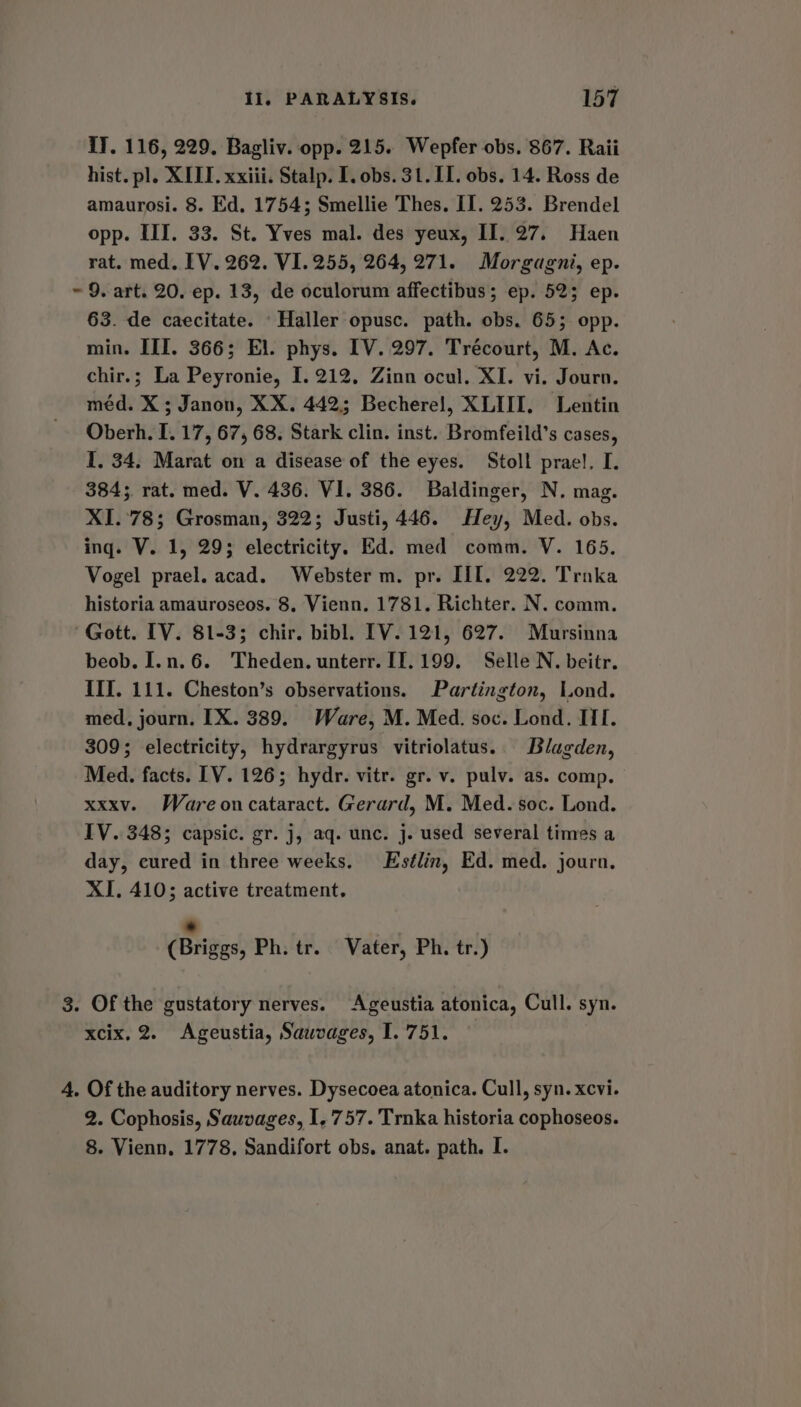 II. PARALYSIS. 157
II. 116, 229. Bagliv. opp. 215. Wepfer obs. 867. Raii
hist. pl. XIII. xxiii. Stalp. I. obs. 31. II. obs. 14. Ross de
amaurosi. 8. Ed. 1754; Smellie Thes. II. 253. Brendel
opp. III. 33. St. Yves mal. des yeux, II. 27. Haen
rat. med. IV. 262. VI. 255, 264, 271. Morgagni, ep.
9. art. 20. ep. 13, de oculorum affectibus; ep. 52; ep.
63. de caecitate. Haller opusc. path. obs. 65; opp.
min. III. 366; El. phys. IV. 297. Trécourt, M. Ac.
chir.; La Peyronie, I. 212. Zinn ocul. XI. vi. Journ.
méd. X; Janon, XX. 442; Becherel, XLIII. Lentin
Oberh. I. 17, 67, 68. Stark clin. inst. Bromfeild's cases,
I. 34. Marat on a disease of the eyes. Stoll prael. I.
384; rat. med. V. 436. VI. 386. Baldinger, N. mag.
XI. 78; Grosman, 322; Justi, 446. Hey, Med. obs.
inq. V. 1, 29; electricity. Ed. med comm. V. 165.
Vogel prael. acad. Webster m. pr. III. 222. Trnka
historia amauroseos. 8. Vienn. 1781. Richter. N. comm.
Gott. IV. 81-3; chir. bibl. IV. 121, 627. Mursinna
beob. I. n. 6. Theden. unterr. II. 199. Selle N. beitr.
III. 111. Cheston's observations. Partington, Lond.
med. journ. IX. 389. Ware, M. Med. soc. Lond. III.
309; electricity, hydrargyrus vitriolatus. Blagden,
Med. facts. IV. 126; hydr. vitr. gr. v. pulv. as. comp.
xxxv. Ware on cataract. Gerard, M. Med. soc. Lond.
IV. 348; capsic. gr. j, aq. unc. j. used several times a
day, cured in three weeks. Estlin, Ed. med. journ.
XI. 410; active treatment.
*
(Briggs, Ph. tr. Vater, Ph. tr.)
3. Of the gustatory nerves. Ageustia atonica, Cull. syn.
xcix. 2. Ageustia, Sauvages, I. 751.
4. Of the auditory nerves. Dysecoea atonica. Cull, syn. xcvi.
2. Cophosis, Sauvages, I. 757. Trnka historia cophoseos.
8. Vienn. 1778. Sandifort obs. anat. path. I.